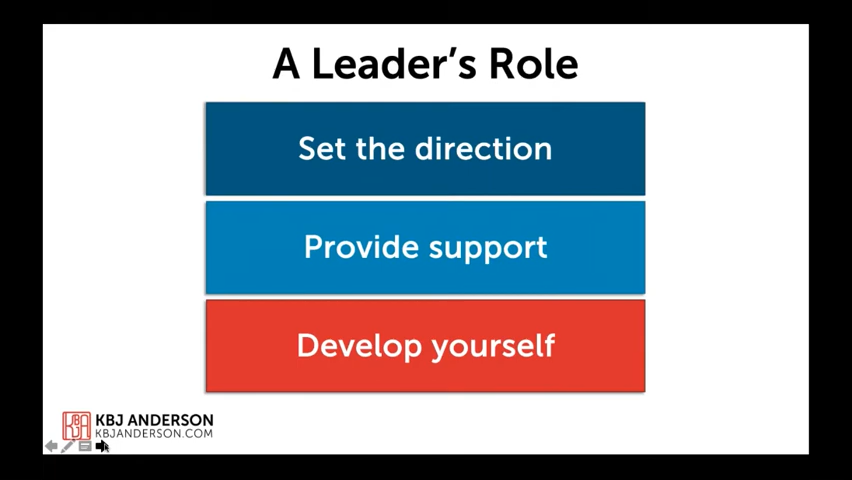 A Leader's Role
Set the direction
Provide support
Develop yourself
KBJ ANDERSON
KBJANDERSON.COM